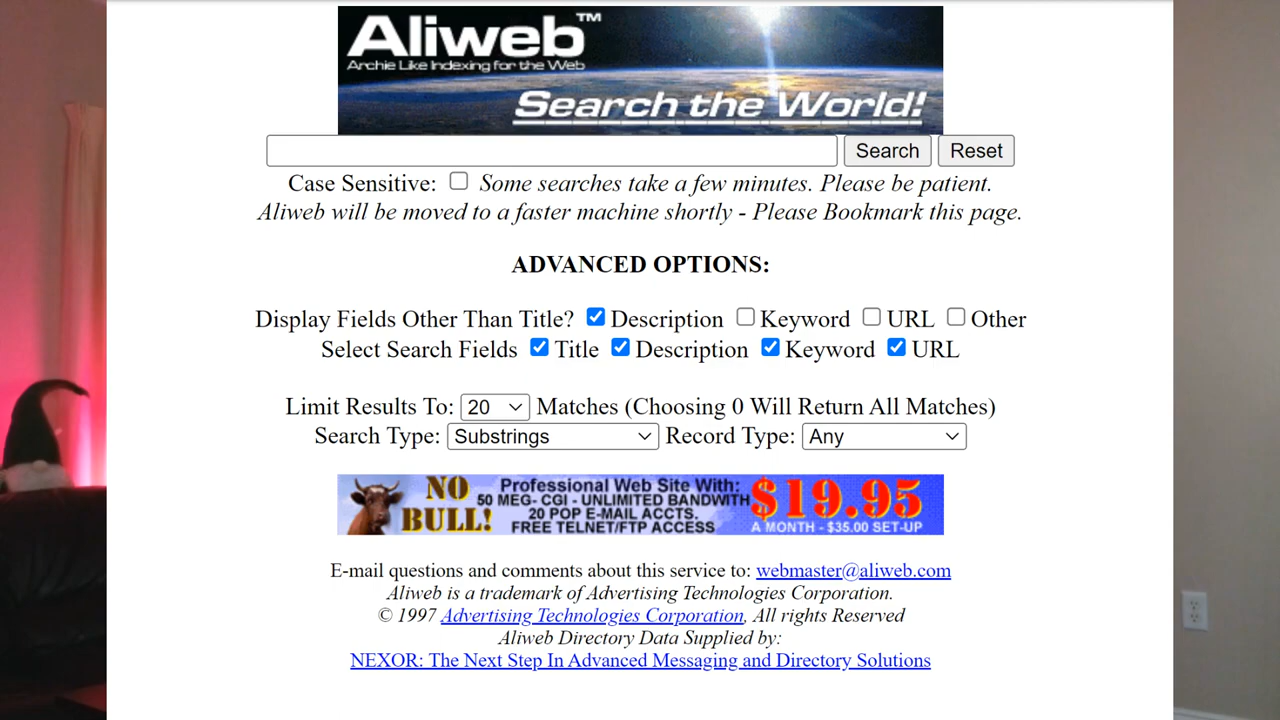 Aliweb™
Archie Like Indexing for the Web
Search the World!
Search Reset
Case Sensitive: Some searches take a few minutes. Please be patient.
Aliweb will be moved to a faster machine shortly - Please Bookmark this page.
ADVANCED OPTIONS:
Display Fields Other Than Title? Description Keyword URL Other
Select Search Fields Title Description Keyword URL
Limit Results To: 20 Matches (Choosing 0 Will Return All Matches)
Search Type: Substrings Record Type: Any
NO BULL!
Professional Web Site With:
50 MEG- CGI - UNLIMITED BANDWITH
20 POP E-MAIL ACCTS.
FREE TELNET/FTP ACCESS
$19.95
A MONTH - $35.00 SET-UP
E-mail questions and comments about this service to: webmaster@aliweb.com
Aliweb is a trademark of Advertising Technologies Corporation.
© 1997 Advertising Technologies Corporation, All rights Reserved
Aliweb Directory Data Supplied by:
NEXOR: The Next Step In Advanced Messaging and Directory Solutions